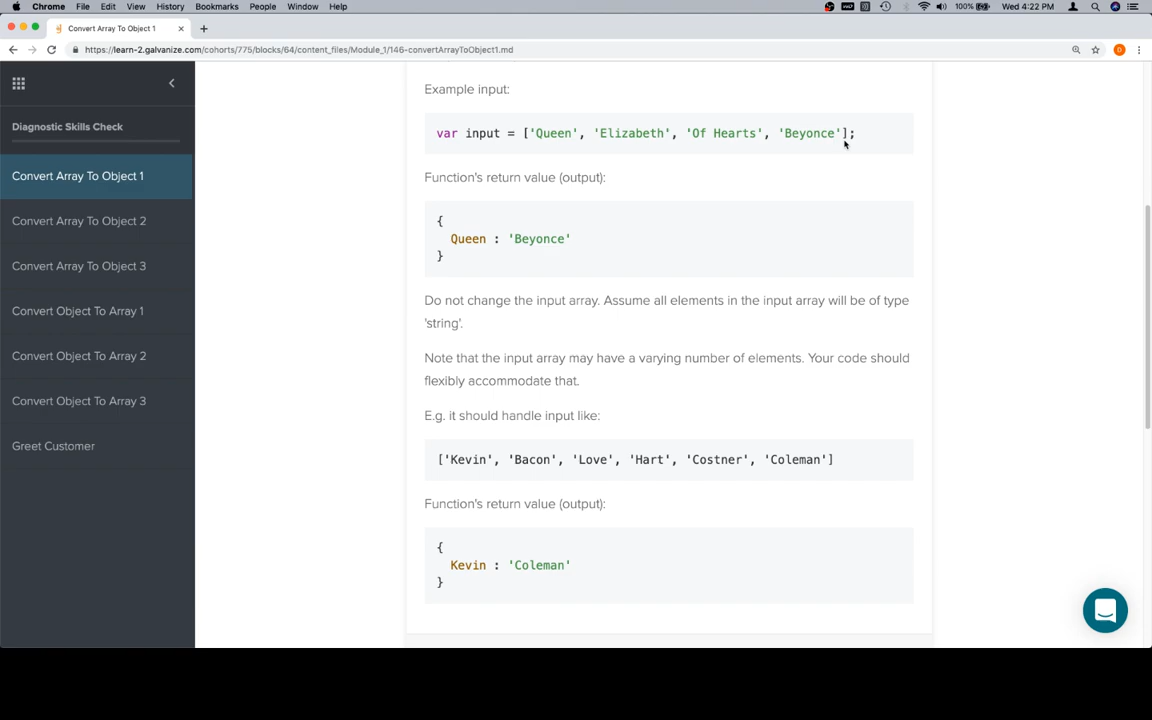 Chrome File Edit View History Bookmarks People Window Help 100% Wed 4:22 PM
Convert Array To Object 1
https://learn-2.galvanize.com/cohorts/775/blocks/64/content_files/Module_1/146-convertArrayToObject1.md
Diagnostic Skills Check
Convert Array To Object 1
Convert Array To Object 2
Convert Array To Object 3
Convert Object To Array 1
Convert Object To Array 2
Convert Object To Array 3
Greet Customer
Example input:
var input = ['Queen', 'Elizabeth', 'Of Hearts', 'Beyonce'];
Function's return value (output):
{
Queen : 'Beyonce'
}
Do not change the input array. Assume all elements in the input array will be of type
'string'.
Note that the input array may have a varying number of elements. Your code should
flexibly accommodate that.
E.g. it should handle input like:
['Kevin', 'Bacon', 'Love', 'Hart', 'Costner', 'Coleman']
Function's return value (output):
{
Kevin : 'Coleman'
}